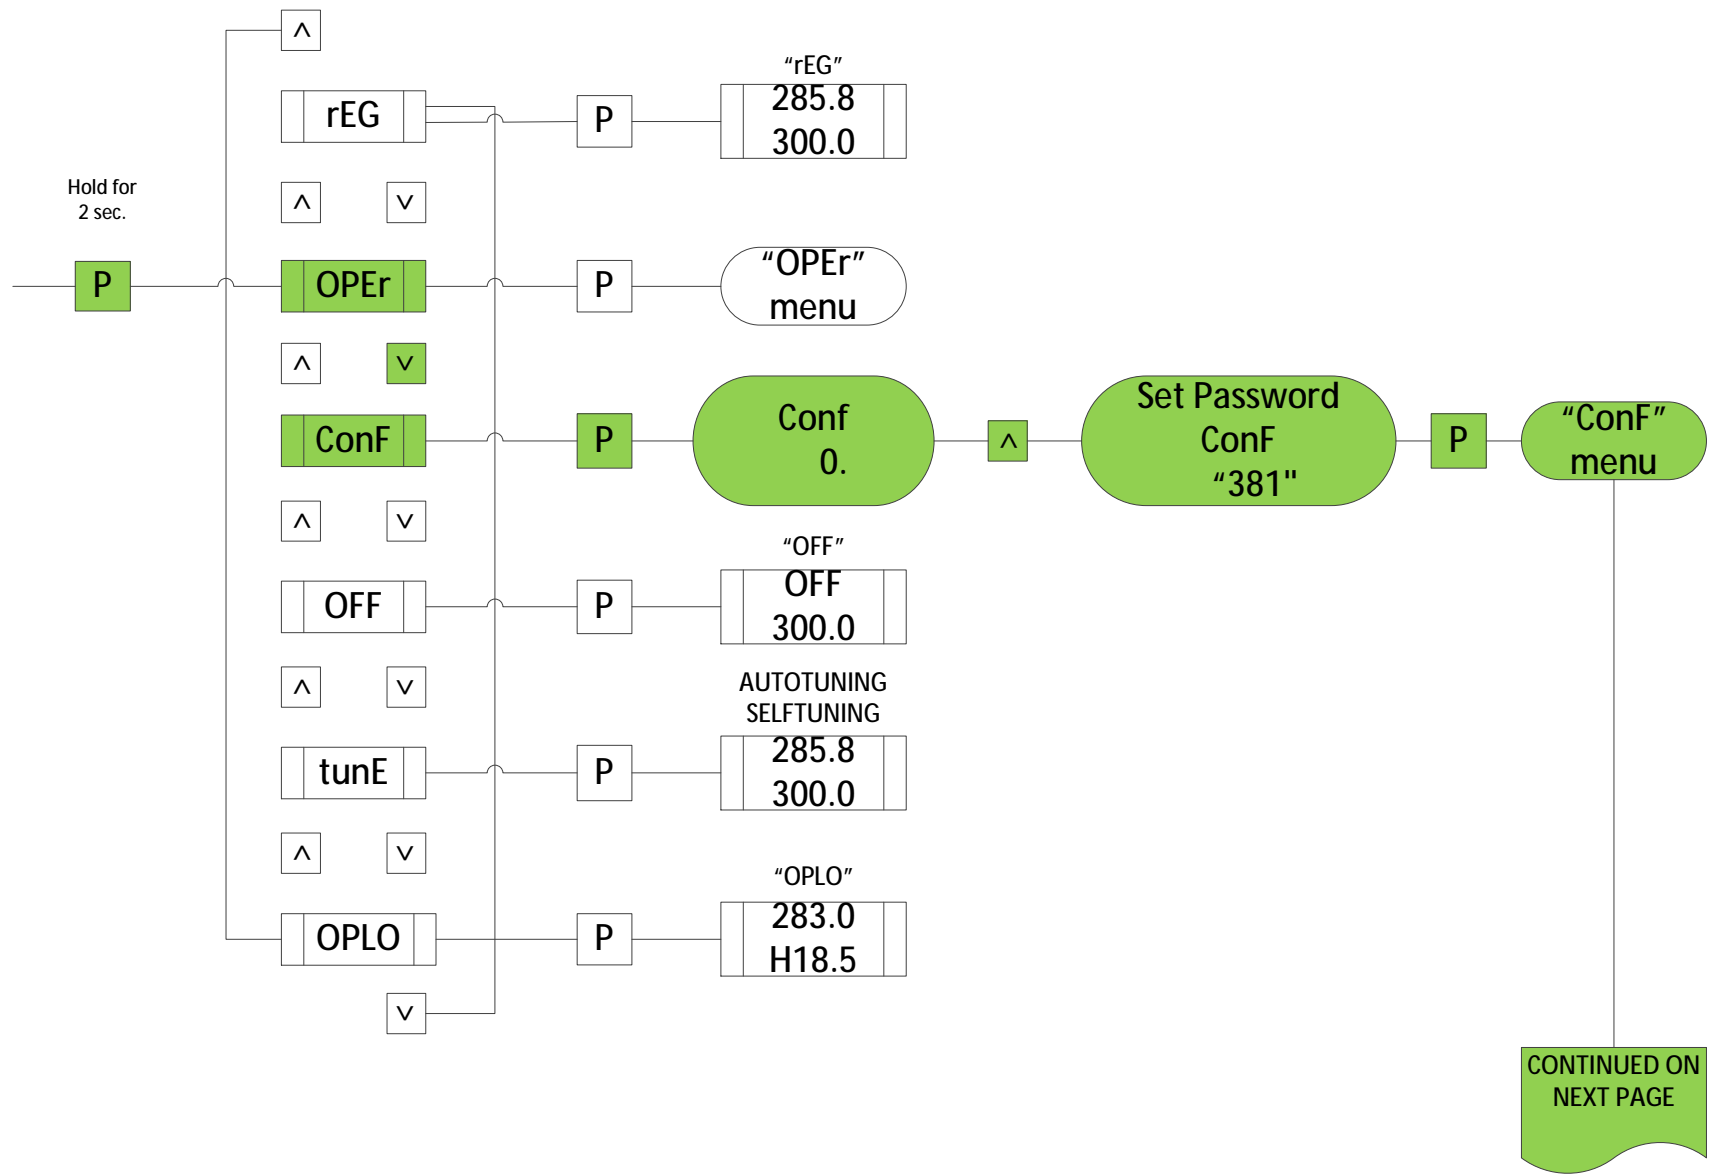 ^
"rEG"
rEG
P
285.8
300.0
Hold for
2 sec.
^ v
P
OPEr
P
"OPEr"
menu
^ v
ConF
P
Conf
0.
^
Set Password
ConF
"381"
P
"ConF"
menu
^ v
"OFF"
OFF
P
OFF
300.0
^ v
AUTOTUNING
SELFTUNING
tunE
P
285.8
300.0
^ v
"OPLO"
OPLO
P
283.0
H18.5
v
CONTINUED ON
NEXT PAGE